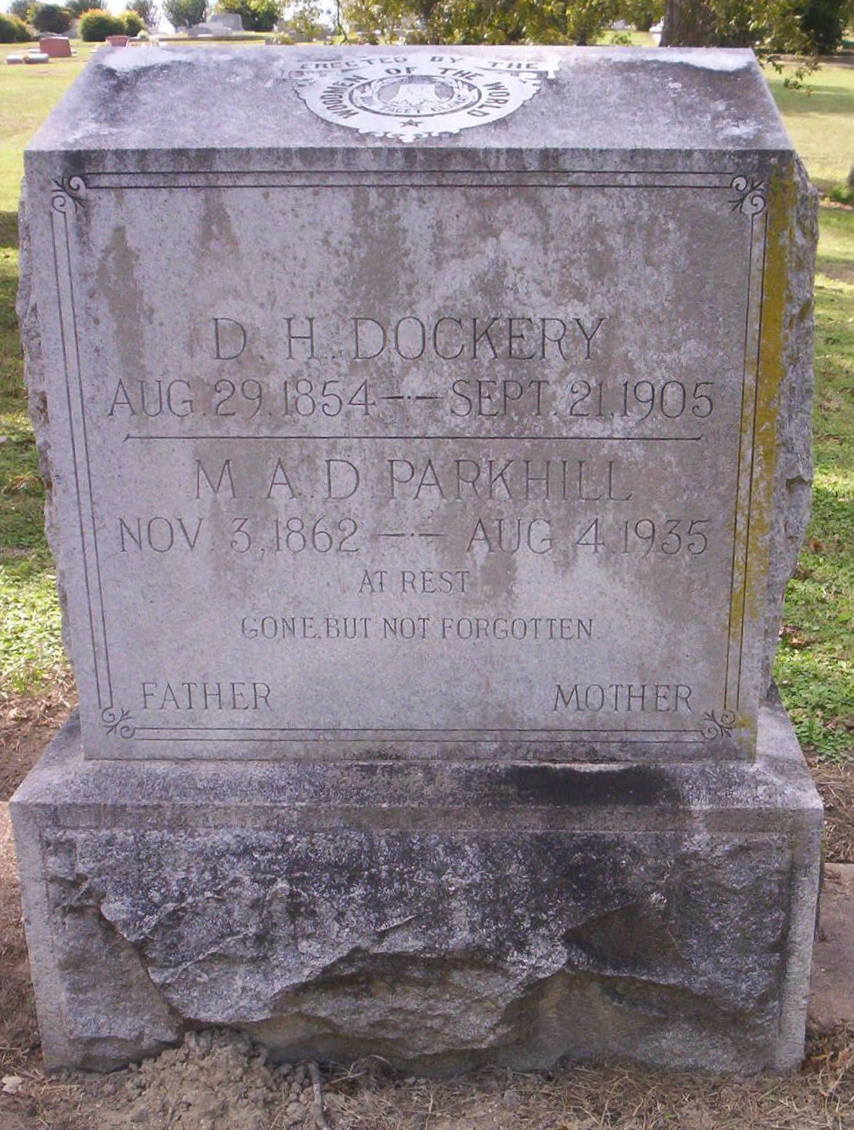 ERECTED BY THE
WOODMEN OF THE WORLD
D. H. DOCKERY
AUG. 29, 1854 –·– SEPT. 21, 1905
M. A. D. PARKHILL
NOV. 3, 1862 –·– AUG. 4, 1935
AT REST
GONE, BUT NOT FORGOTTEN.
FATHER MOTHER